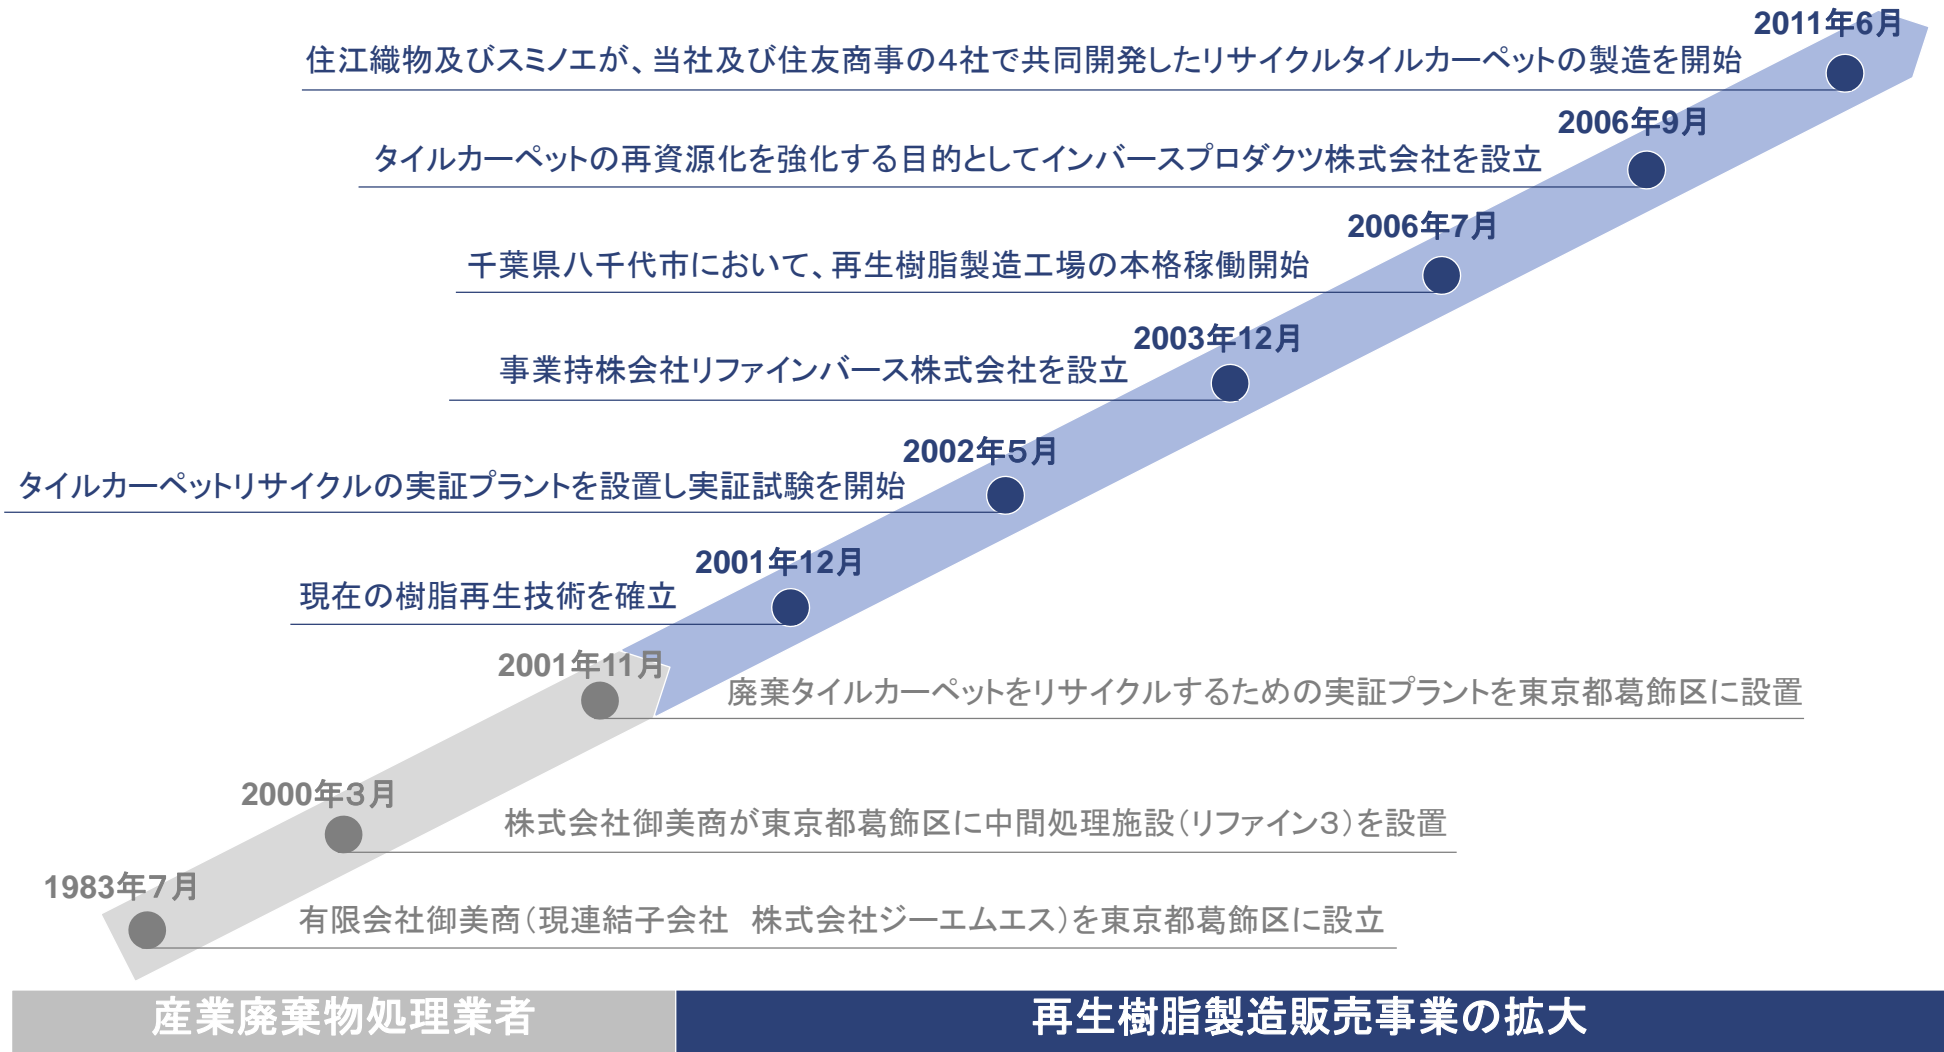 2011年6月
住江織物及びスミノエが、当社及び住友商事の4社で共同開発したリサイクルタイルカーペットの製造を開始
2006年9月
タイルカーペットの再資源化を強化する目的としてインバースプロダクツ株式会社を設立
2006年7月
千葉県八千代市において、再生樹脂製造工場の本格稼働開始
2003年12月
事業持株会社リファインバース株式会社を設立
2002年5月
タイルカーペットリサイクルの実証プラントを設置し実証試験を開始
2001年12月
現在の樹脂再生技術を確立
2001年11月
廃棄タイルカーペットをリサイクルするための実証プラントを東京都葛飾区に設置
2000年3月
株式会社御美商が東京都葛飾区に中間処理施設(リファイン3)を設置
1983年7月
有限会社御美商(現連結子会社　株式会社ジーエムエス)を東京都葛飾区に設立
産業廃棄物処理業者
再生樹脂製造販売事業の拡大